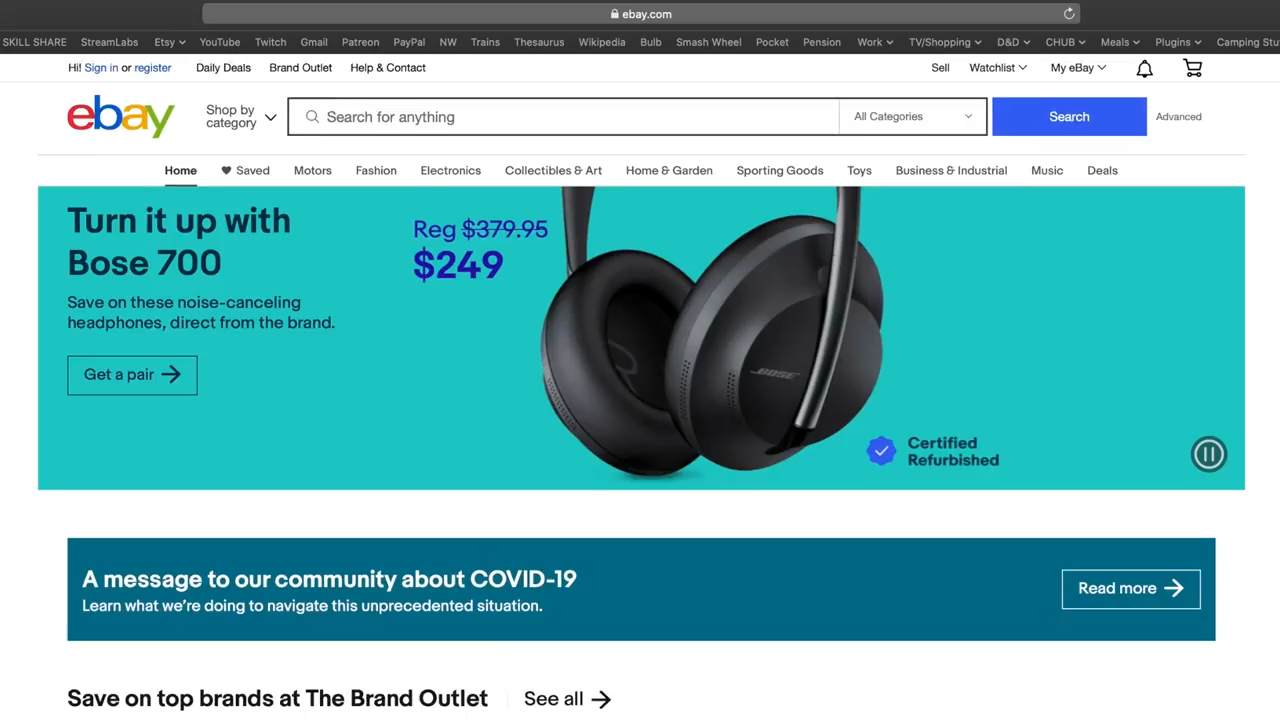 ebay.com
SKILL SHARE StreamLabs Etsy YouTube Twitch Gmail Patreon PayPal NW Trains Thesaurus Wikipedia Bulb Smash Wheel Pocket Pension Work TV/Shopping D&D CHUB Meals Plugins Camping Stu
Hi! Sign in or register Daily Deals Brand Outlet Help & Contact Sell Watchlist My eBay
ebay
Shop by
category
Search for anything All Categories Search Advanced
Home Saved Motors Fashion Electronics Collectibles & Art Home & Garden Sporting Goods Toys Business & Industrial Music Deals
Turn it up with
Bose 700
Save on these noise-canceling
headphones, direct from the brand.
Get a pair
Reg $379.95
$249
BOSE
Certified
Refurbished
A message to our community about COVID-19
Learn what we're doing to navigate this unprecedented situation.
Read more
Save on top brands at The Brand Outlet See all